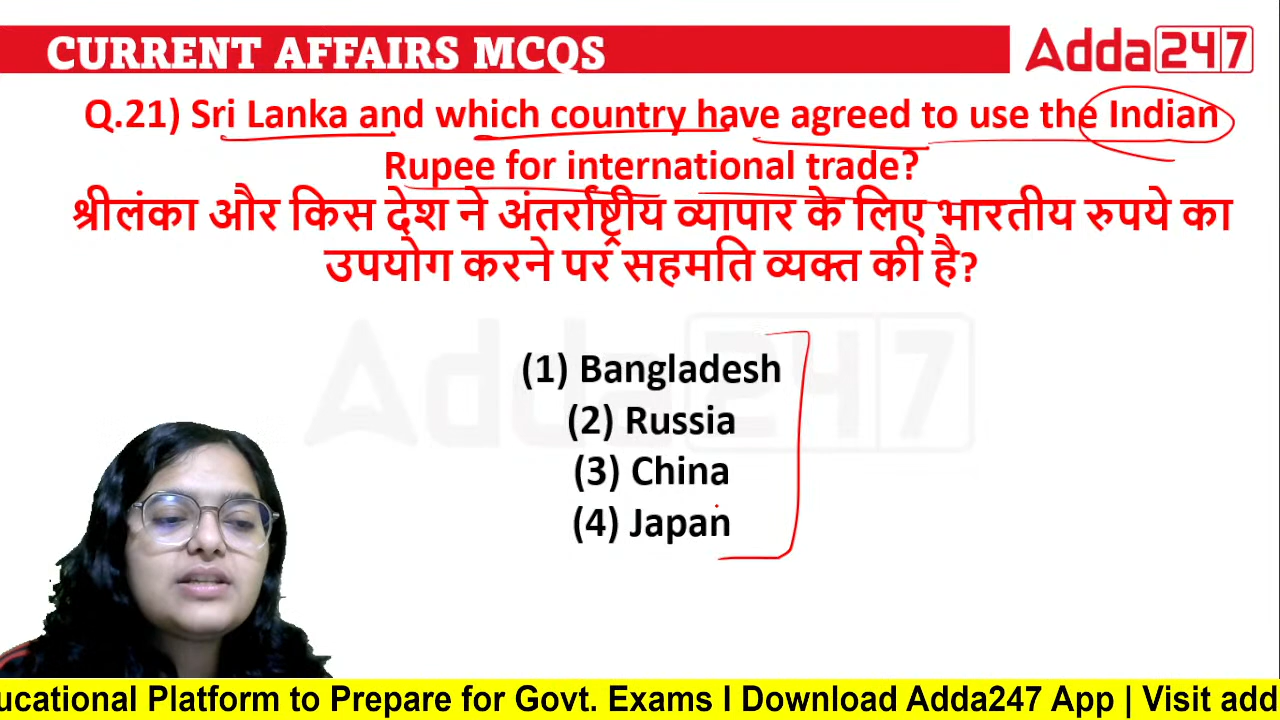 CURRENT AFFAIRS MCQS
Adda247
Q.21) Sri Lanka and which country have agreed to use the Indian
Rupee for international trade?
श्रीलंका और किस देश ने अंतर्राष्ट्रीय व्यापार के लिए भारतीय रुपये का
उपयोग करने पर सहमति व्यक्त की है?
Adda247
(1) Bangladesh
(2) Russia
(3) China
(4) Japan
ucational Platform to Prepare for Govt. Exams I Download Adda247 App | Visit add